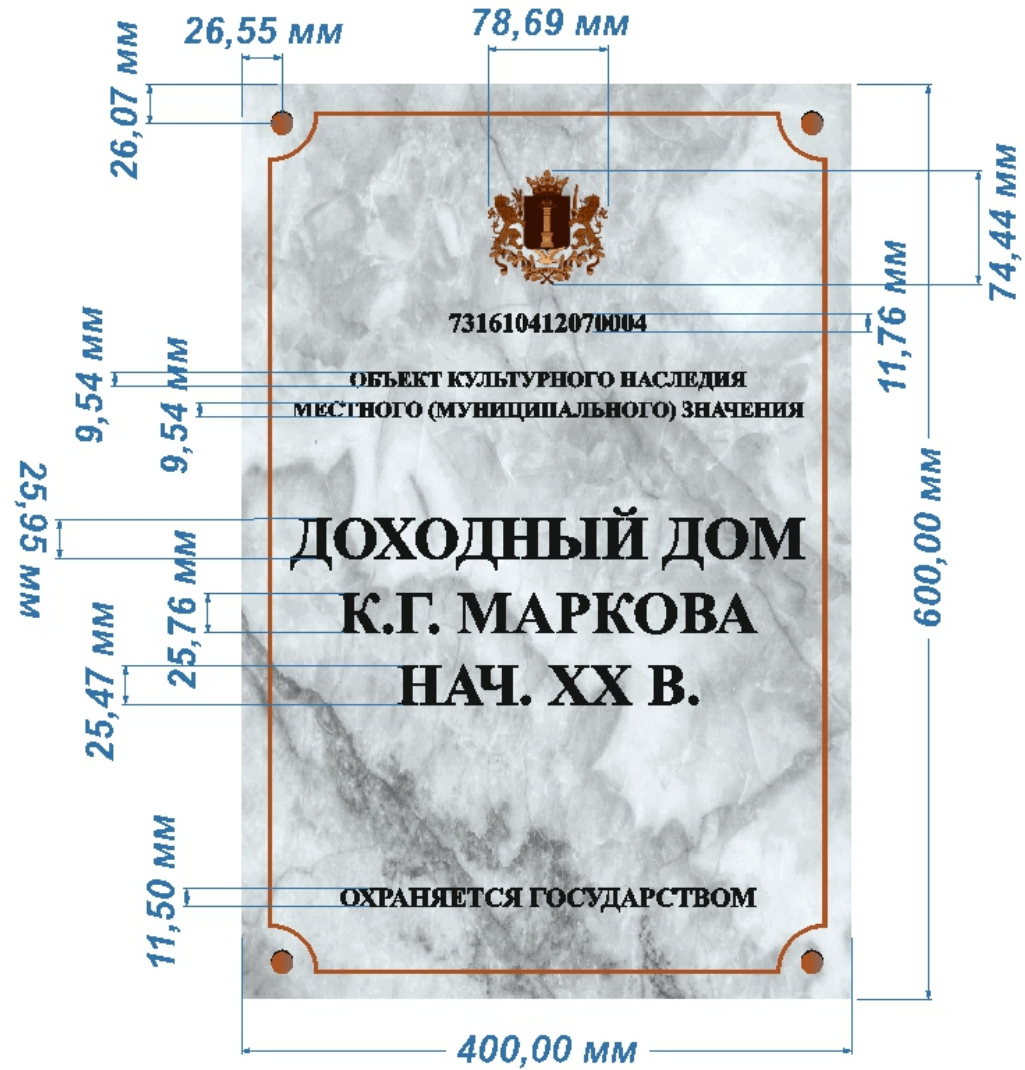 26,55 мм
78,69 мм
26,07 мм
74,44 мм
731610412070004
11,76 мм
9,54 мм
ОБЪЕКТ КУЛЬТУРНОГО НАСЛЕДИЯ
9,54 мм
МЕСТНОГО (МУНИЦИПАЛЬНОГО) ЗНАЧЕНИЯ
25,95 мм
ДОХОДНЫЙ ДОМ
600,00 мм
25,76 мм
К.Г. МАРКОВА
25,47 мм
НАЧ. ХХ В.
11,50 мм
ОХРАНЯЕТСЯ ГОСУДАРСТВОМ
400,00 мм